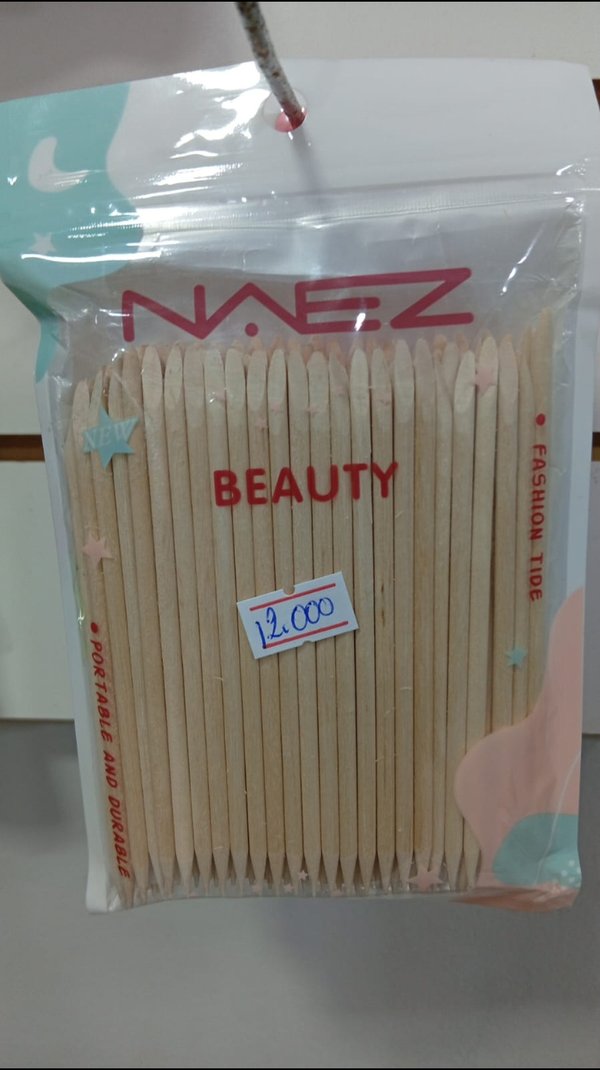 NAEZ
NEW
BEAUTY
• FASHION TIDE
12.000
• PORTABLE AND DURABLE